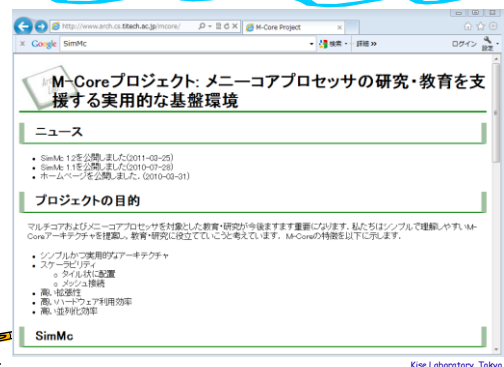 http://www.arch.cs.titech.ac.jp/mcore/
M-Core Project
Google
SimMc
検索
詳細 »
ログイン
設定
M-Coreプロジェクト: メニーコアプロセッサの研究・教育を支
援する実用的な基盤環境
ニュース
SimMc 1.2を公開しました(2011-03-25)
SimMc 1.1を公開しました(2010-07-28)
ホームページを公開しました. (2010-03-31)
プロジェクトの目的
マルチコアおよびメニーコアプロセッサを対象とした教育・研究が今後ますます重要になります. 私たちはシンプルで理解しやすいM-
Coreアーキテクチャを提案し, 教育・研究に役立てていこうと考えています. M-Coreの特徴を以下に示します.
シンプルかつ実用的なアーキテクチャ
スケーラビリティ
タイル状に配置
メッシュ接続
高い拡張性
高いハードウェア利用効率
高い並列化効率
SimMc
Kise Laboratory, Tokyo